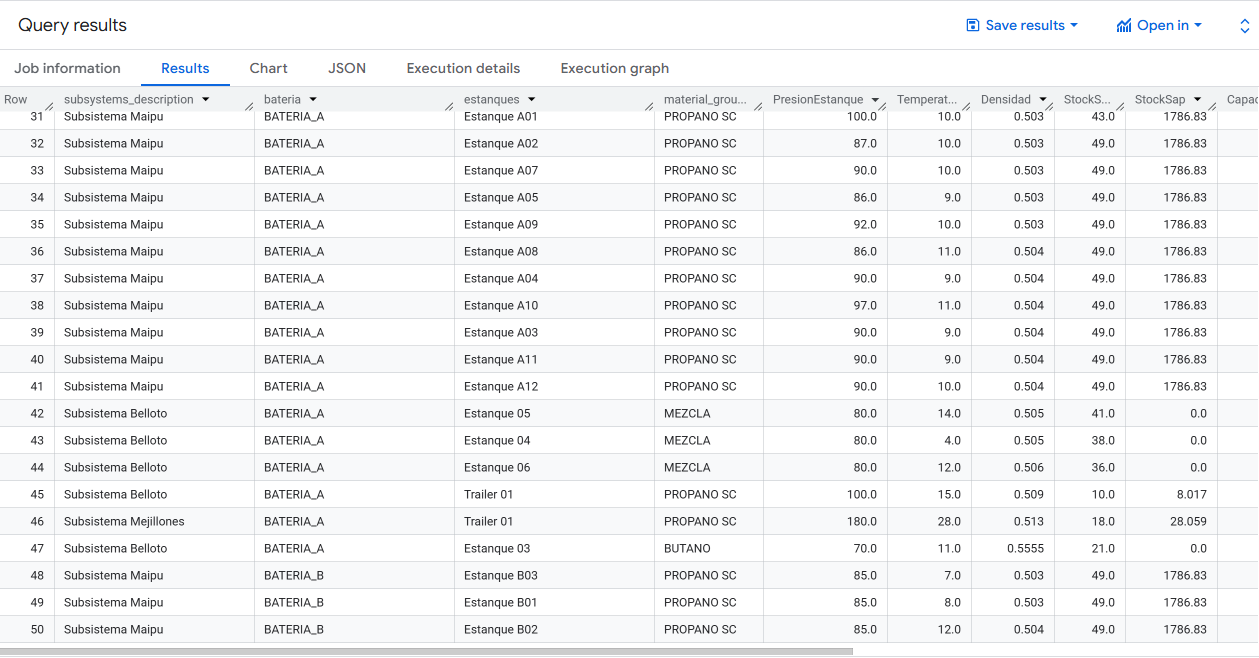 Query results Save results Open in
Job information Results Chart JSON Execution details Execution graph
Row subsystems_description bateria estanques material_grou... PresionEstanque Temperat... Densidad StockS... StockSap Capac
31 Subsistema Maipu BATERIA_A Estanque A01 PROPANO SC 100.0 10.0 0.503 43.0 1786.83
32 Subsistema Maipu BATERIA_A Estanque A02 PROPANO SC 87.0 10.0 0.503 49.0 1786.83
33 Subsistema Maipu BATERIA_A Estanque A07 PROPANO SC 90.0 10.0 0.503 49.0 1786.83
34 Subsistema Maipu BATERIA_A Estanque A05 PROPANO SC 86.0 9.0 0.503 49.0 1786.83
35 Subsistema Maipu BATERIA_A Estanque A09 PROPANO SC 92.0 10.0 0.503 49.0 1786.83
36 Subsistema Maipu BATERIA_A Estanque A08 PROPANO SC 86.0 11.0 0.504 49.0 1786.83
37 Subsistema Maipu BATERIA_A Estanque A04 PROPANO SC 90.0 9.0 0.504 49.0 1786.83
38 Subsistema Maipu BATERIA_A Estanque A10 PROPANO SC 97.0 11.0 0.504 49.0 1786.83
39 Subsistema Maipu BATERIA_A Estanque A03 PROPANO SC 90.0 9.0 0.504 49.0 1786.83
40 Subsistema Maipu BATERIA_A Estanque A11 PROPANO SC 90.0 9.0 0.504 49.0 1786.83
41 Subsistema Maipu BATERIA_A Estanque A12 PROPANO SC 90.0 10.0 0.504 49.0 1786.83
42 Subsistema Belloto BATERIA_A Estanque 05 MEZCLA 80.0 14.0 0.505 41.0 0.0
43 Subsistema Belloto BATERIA_A Estanque 04 MEZCLA 80.0 4.0 0.505 38.0 0.0
44 Subsistema Belloto BATERIA_A Estanque 06 MEZCLA 80.0 12.0 0.506 36.0 0.0
45 Subsistema Belloto BATERIA_A Trailer 01 PROPANO SC 100.0 15.0 0.509 10.0 8.017
46 Subsistema Mejillones BATERIA_A Trailer 01 PROPANO SC 180.0 28.0 0.513 18.0 28.059
47 Subsistema Belloto BATERIA_A Estanque 03 BUTANO 70.0 11.0 0.5555 21.0 0.0
48 Subsistema Maipu BATERIA_B Estanque B03 PROPANO SC 85.0 7.0 0.503 49.0 1786.83
49 Subsistema Maipu BATERIA_B Estanque B01 PROPANO SC 85.0 8.0 0.503 49.0 1786.83
50 Subsistema Maipu BATERIA_B Estanque B02 PROPANO SC 85.0 12.0 0.504 49.0 1786.83